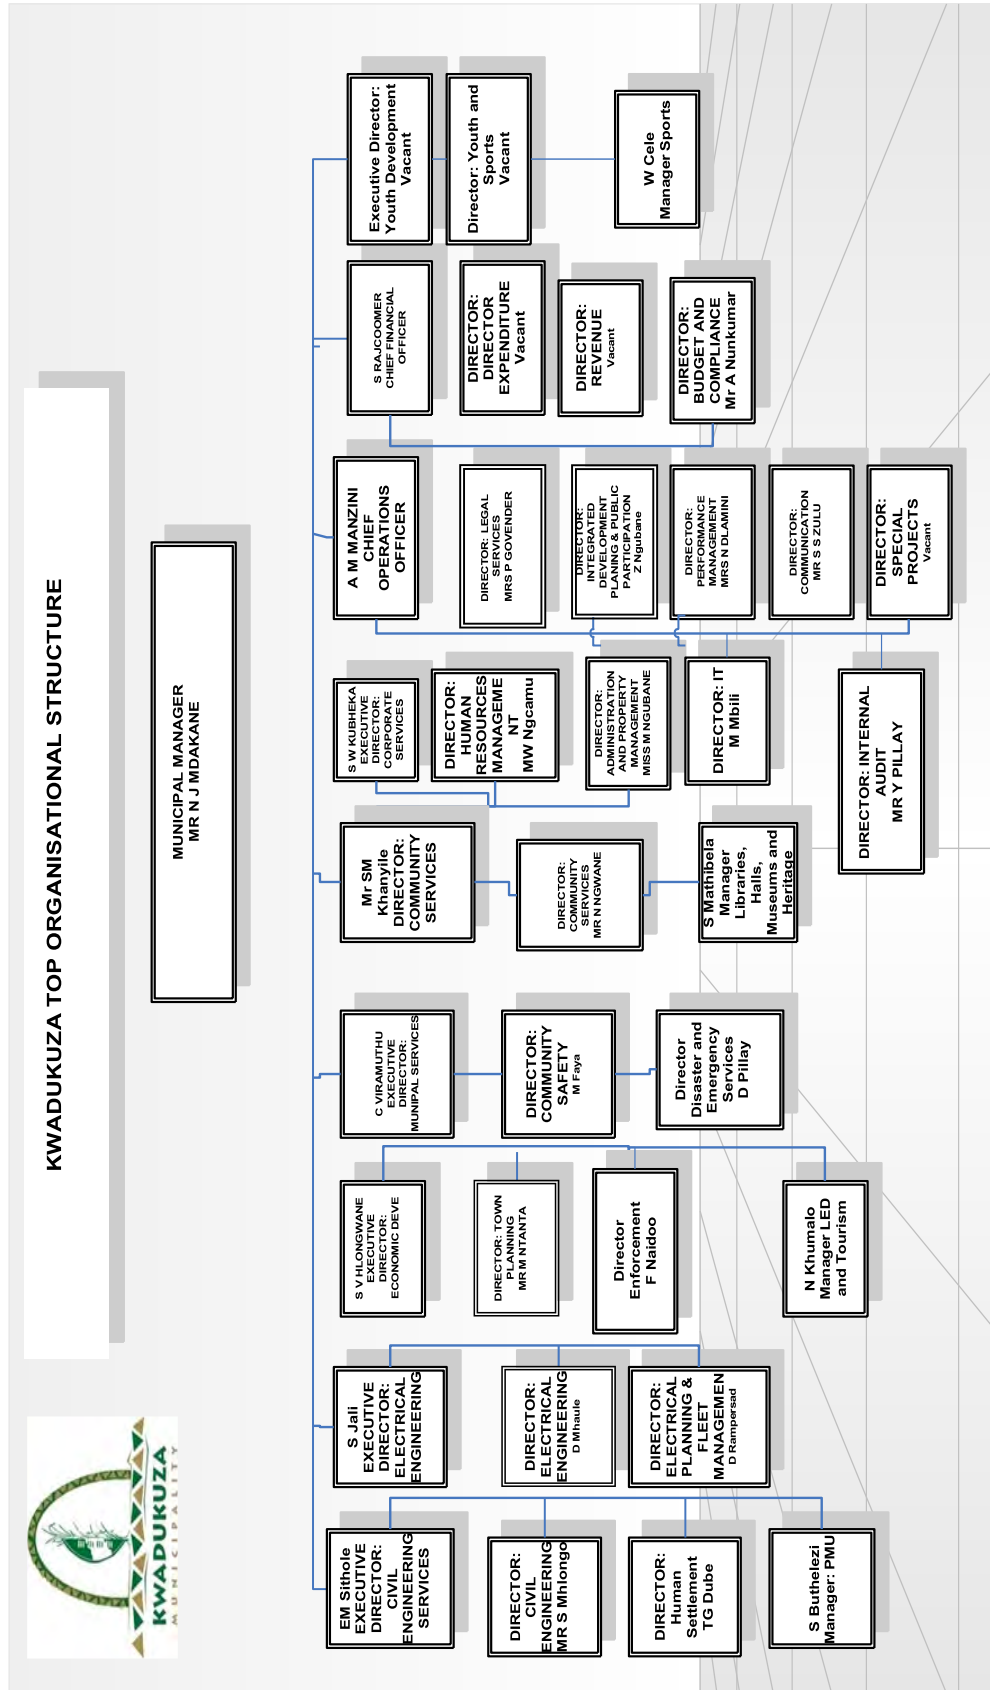 KWADUKUZA
MUNICIPALITY
KWADUKUZA TOP ORGANISATIONAL STRUCTURE
MUNICIPAL MANAGER
MR N J MDAKANE
EM Sithole
EXECUTIVE
DIRECTOR:
CIVIL
ENGINEERING
SERVICES
DIRECTOR:
CIVIL
ENGINEERING
MR S Mhlongo
DIRECTOR:
Human
Settlement
TG Dube
S Buthelezi
Manager: PMU
S Jali
EXECUTIVE
DIRECTOR:
ELECTRICAL
ENGINEERING
DIRECTOR:
ELECTRICAL
ENGINEERING
D Mhaule
DIRECTOR:
ELECTRICAL
PLANNING &
FLEET
MANAGEMEN
D Rampersad
S V HLONGWANE
EXECUTIVE
DIRECTOR:
ECONOMIC DEVE
DIRECTOR: TOWN
PLANNING
MR M NTANTA
Director
Enforcement
F Naidoo
N Khumalo
Manager LED
and Tourism
C VIRAMUTHU
EXECUTIVE
DIRECTOR:
MUNIPAL SERVICES
DIRECTOR:
COMMUNITY
SAFETY
M Faya
Director
Disaster and
Emergency
Services
D Pillay
Mr SM
Khanyile
DIRECTOR:
COMMUNITY
SERVICES
DIRECTOR:
COMMUNITY
SERVICES
MR N NGWANE
S Mathibela
Manager
Libraries,
Halls,
Museums and
Heritage
S W KUBHEKA
EXECUTIVE
DIRECTOR:
CORPORATE
SERVICES
DIRECTOR:
HUMAN
RESOURCES
MANAGEME
NT
MW Ngcamu
DIRECTOR:
ADMINISTRATION
AND PROPERTY
MANAGEMENT
MISS M NGUBANE
DIRECTOR: IT
M Mbili
DIRECTOR: INTERNAL
AUDIT
MR Y PILLAY
A M MANZINI
CHIEF
OPERATIONS
OFFICER
DIRECTOR: LEGAL
SERVICES
MRS P GOVENDER
DIRECTOR:
INTEGRATED
DEVELOPMENT
PLANING & PUBLIC
PARTICIPATION
Z Ngubane
DIRECTOR:
PERFORMANCE
MANAGEMENT
MRS N DLAMINI
DIRECTOR:
COMMUNICATION
MR S S ZULU
DIRECTOR:
SPECIAL
PROJECTS
Vacant
S RAJCOOMER
CHIEF FINANCIAL
OFFICER
DIRECTOR:
DIRECTOR
EXPENDITURE
Vacant
DIRECTOR:
REVENUE
Vacant
DIRECTOR:
BUDGET AND
COMPLIANCE
Mr A Nunkumar
Executive Director:
Youth Development
Vacant
Director: Youth and
Sports
Vacant
W Cele
Manager Sports